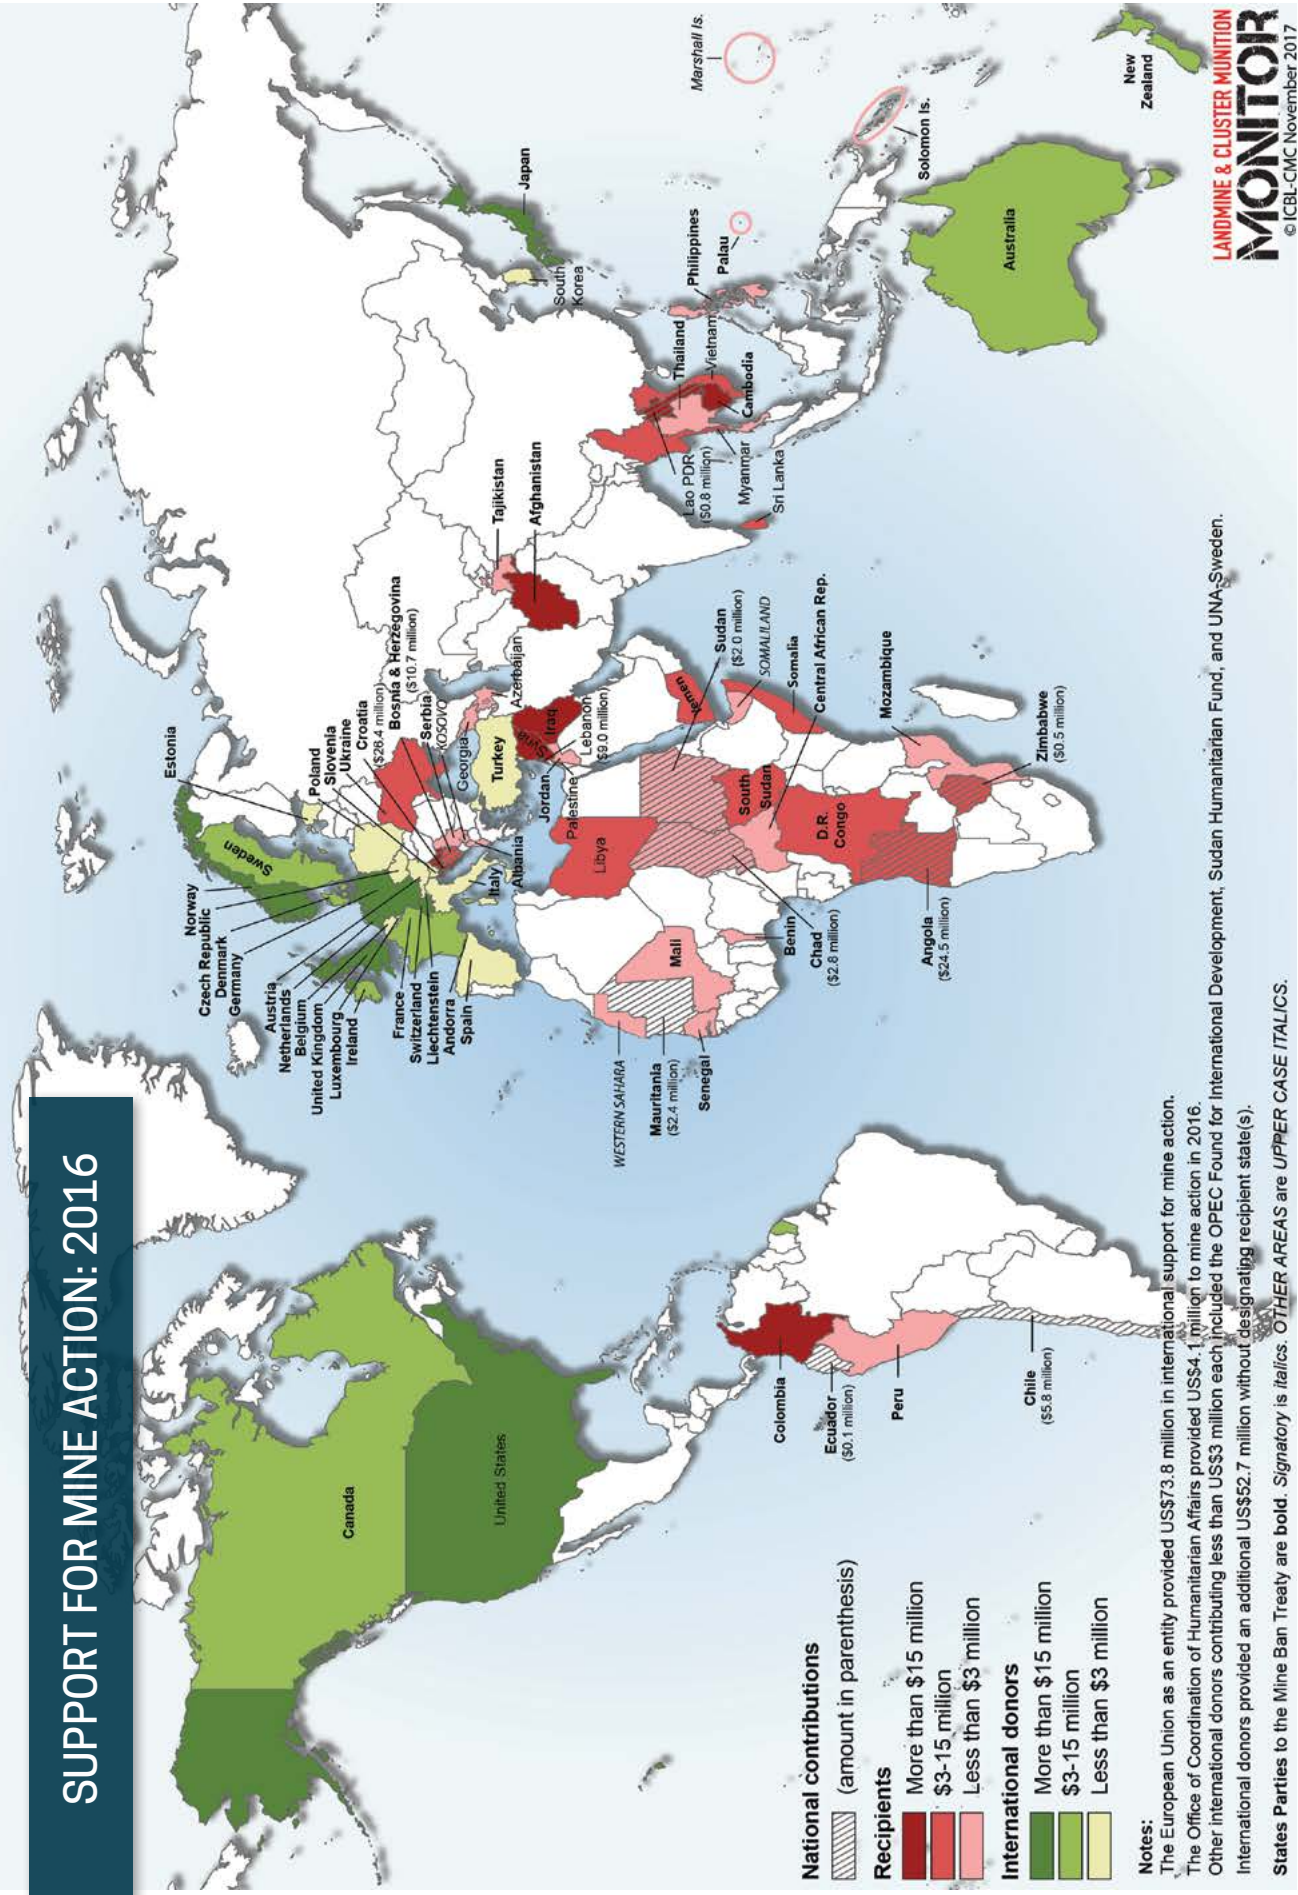 SUPPORT FOR MINE ACTION: 2016
Estonia
Norway
Czech Republic
Denmark
Germany
Austria
Netherlands
Belgium
United Kingdom
Luxembourg
Ireland
France
Switzerland
Liechtenstein
Andorra
Spain
Sweden
Poland
Slovenia
Ukraine
Croatia
($26.4 million)
Bosnia & Herzegovina
($10.7 million)
Serbia
KOSOVO
Georgia
Azerbaijan
Turkey
Italy
Albania
Tajikistan
Afghanistan
Syria
Iraq
Jordan
Palestine
Lebanon
($9.0 million)
Yemen
Japan
South
Korea
Canada
United States
Libya
Mali
WESTERN SAHARA
Mauritania
($2.4 million)
Senegal
Benin
Chad
($2.8 million)
Sudan
($2.0 million)
SOMALILAND
Somalia
Central African Rep.
South
Sudan
D.R.
Congo
Angola
($24.5 million)
Mozambique
Zimbabwe
($0.5 million)
Lao PDR
($0.8 million)
Myanmar
Sri Lanka
Thailand
Vietnam
Cambodia
Philippines
Palau
Marshall Is.
Solomon Is.
Australia
New
Zealand
Colombia
Ecuador
($0.1 million)
Peru
Chile
($5.8 million)
National contributions
(amount in parenthesis)
Recipients
More than $15 million
$3-15 million
Less than $3 million
International donors
More than $15 million
$3-15 million
Less than $3 million
Notes:
The European Union as an entity provided US$73.8 million in international support for mine action.
The Office of Coordination of Humanitarian Affairs provided US$4.1 million to mine action in 2016.
Other international donors contributing less than US$3 million each included the OPEC Found for International Development, Sudan Humanitarian Fund, and UNA-Sweden.
International donors provided an additional US$52.7 million without designating recipient state(s).
States Parties to the Mine Ban Treaty are bold. Signatory is italics. OTHER AREAS are UPPER CASE ITALICS.
LANDMINE & CLUSTER MUNITION
MONITOR
© ICBL-CMC November 2017